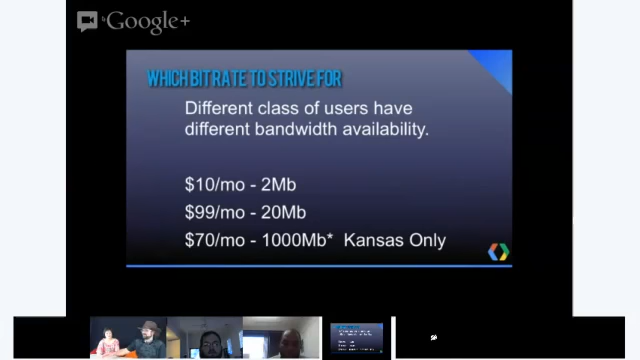 Google+
WHICH BIT RATE TO STRIVE FOR
Different class of users have
different bandwidth availability.
$10/mo - 2Mb
$99/mo - 20Mb
$70/mo - 1000Mb* Kansas Only